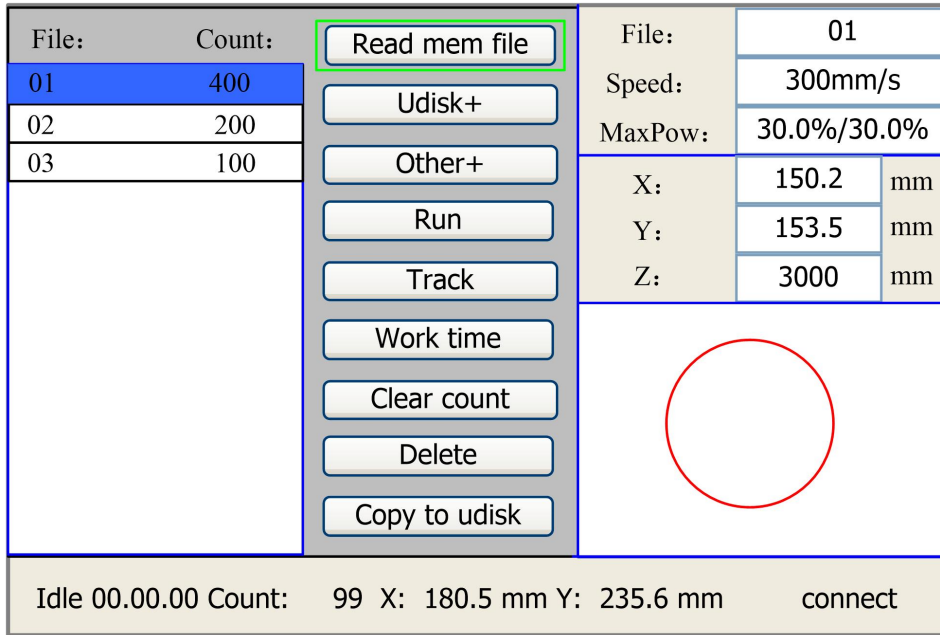 File： Count：
01 400
02 200
03 100
Read mem file
Udisk+
Other+
Run
Track
Work time
Clear count
Delete
Copy to udisk
File： 01
Speed： 300mm/s
MaxPow： 30.0%/30.0%
X： 150.2 mm
Y： 153.5 mm
Z： 3000 mm
Idle 00.00.00 Count: 99 X: 180.5 mm Y: 235.6 mm connect